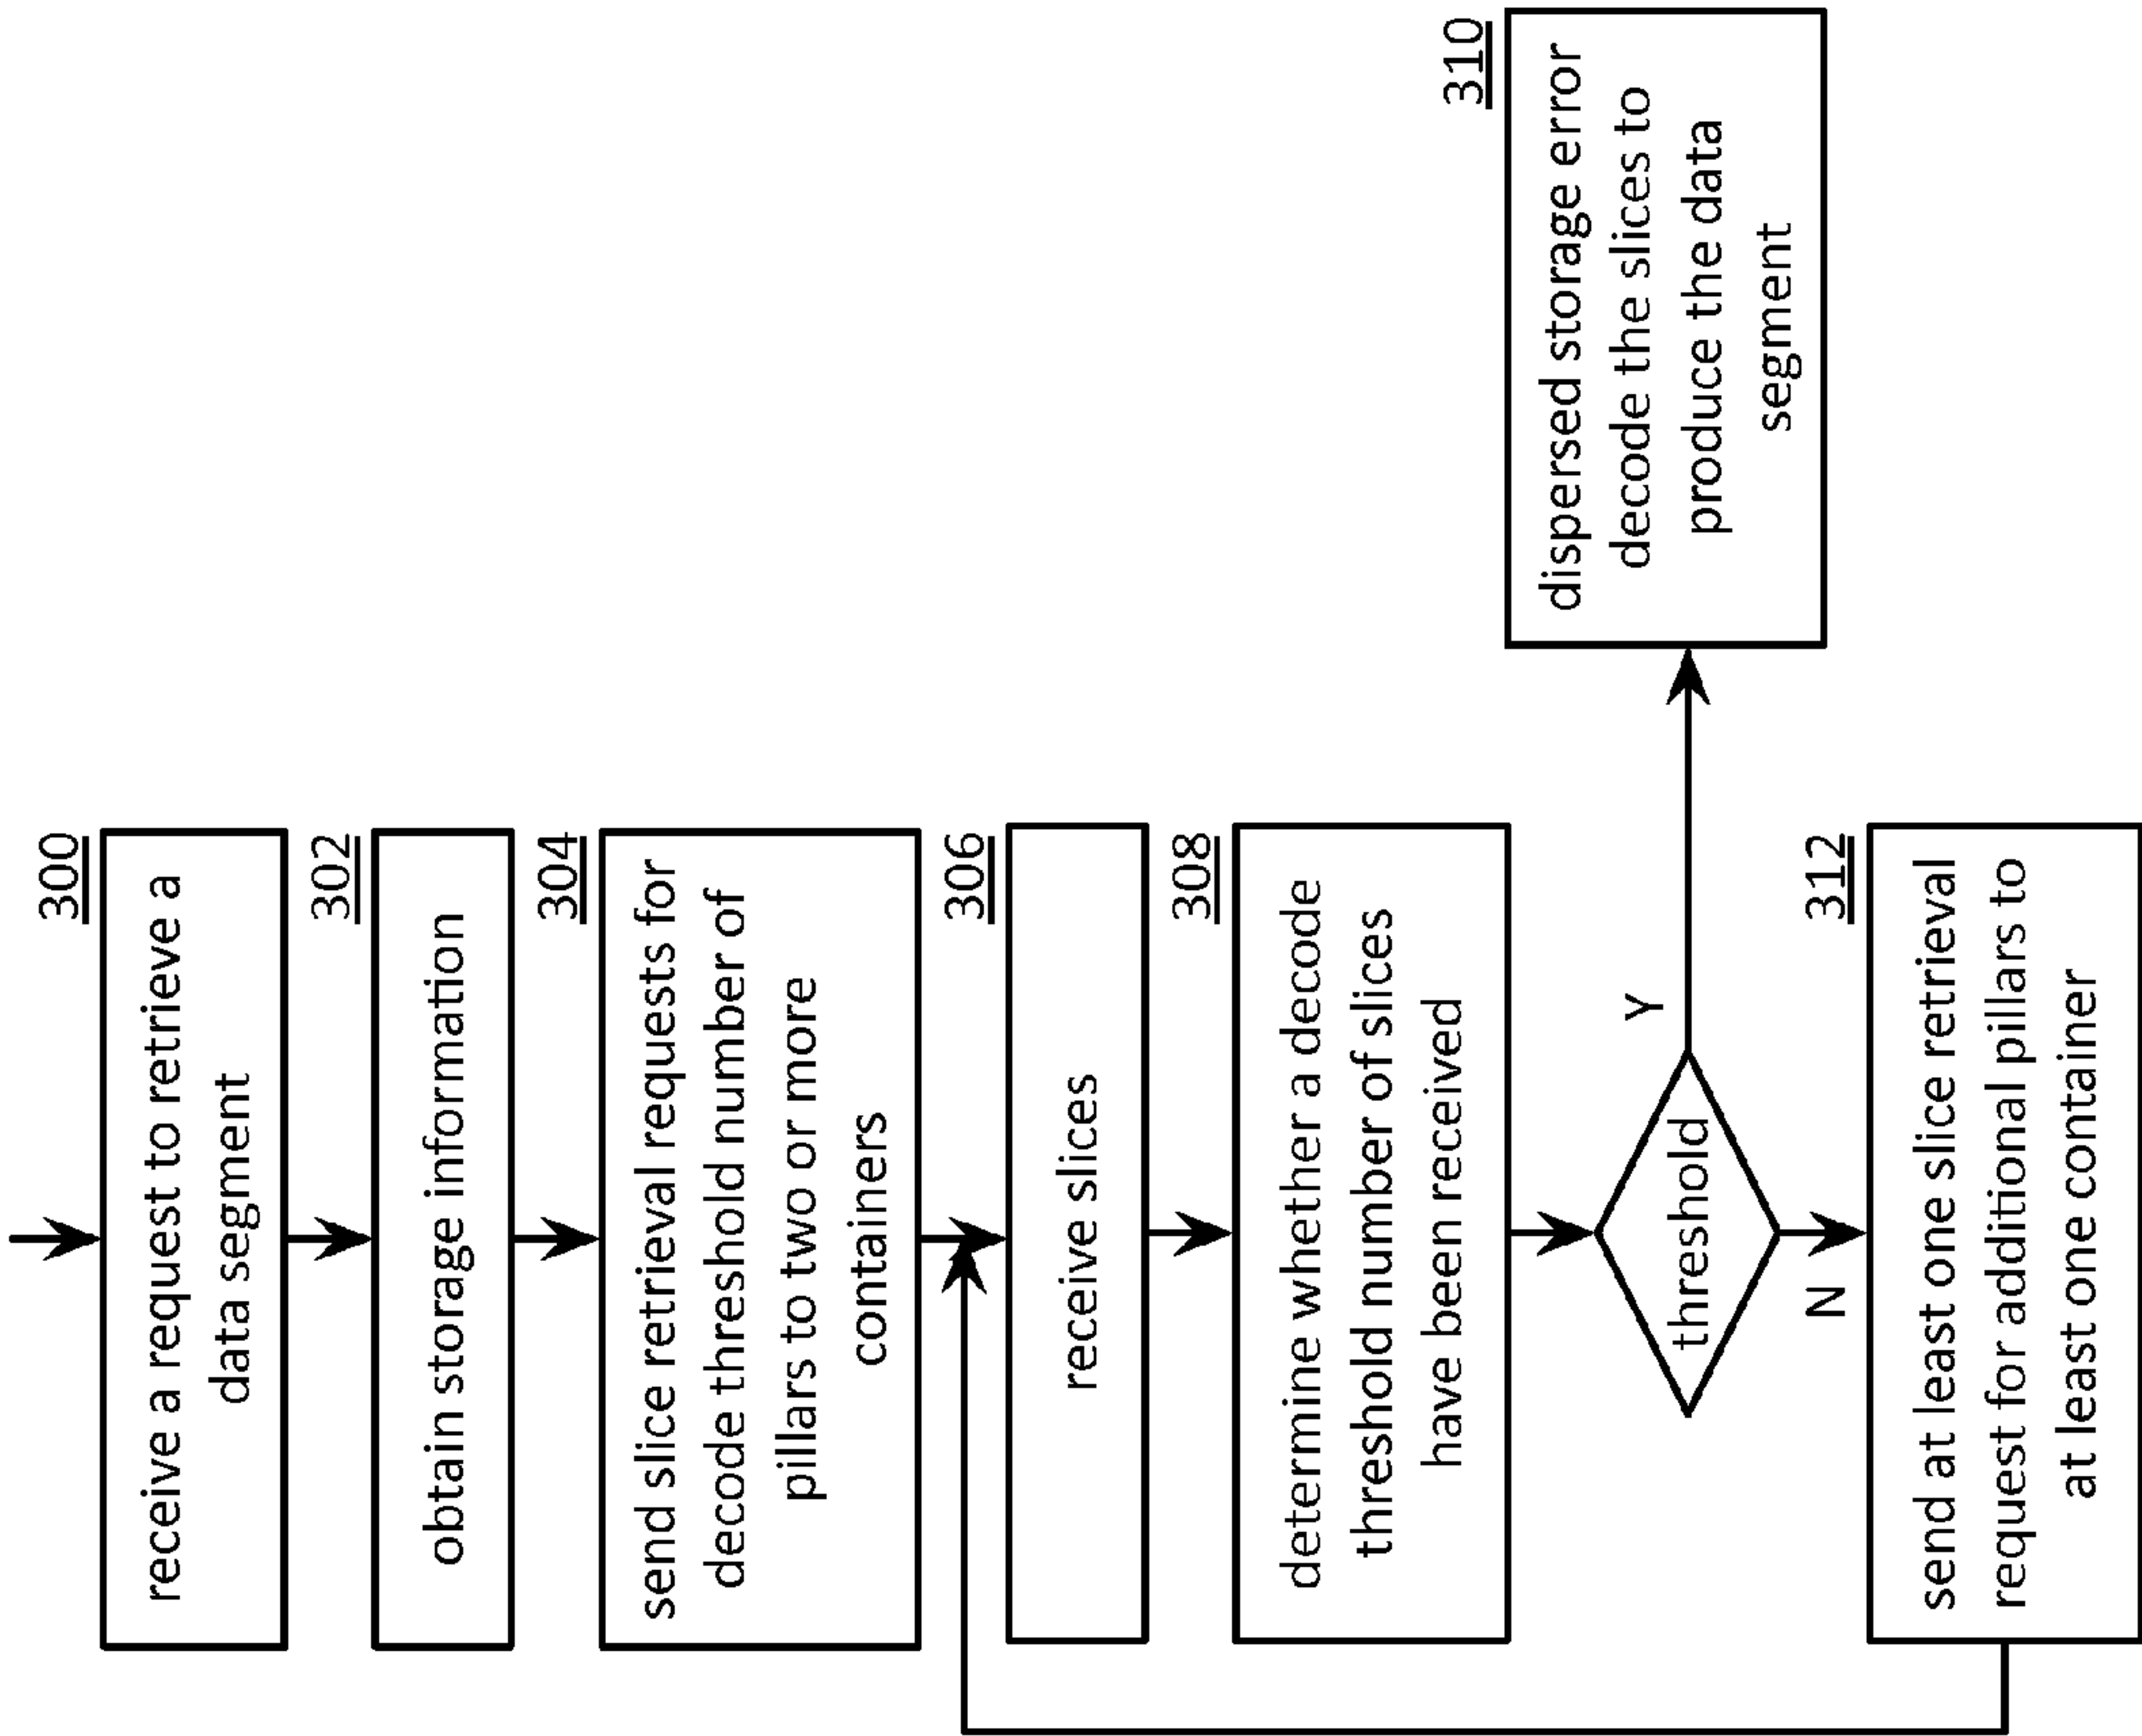 300
receive a request to retrieve a
data segment
302
obtain storage information
304
send slice retrieval requests for
decode threshold number of
pillars to two or more
containers
306
receive slices
308
determine whether a decode
threshold number of slices
have been received
threshold
Y
N
310
dispersed storage error
decode the slices to
produce the data
segment
312
send at least one slice retrieval
request for additional pillars to
at least one container